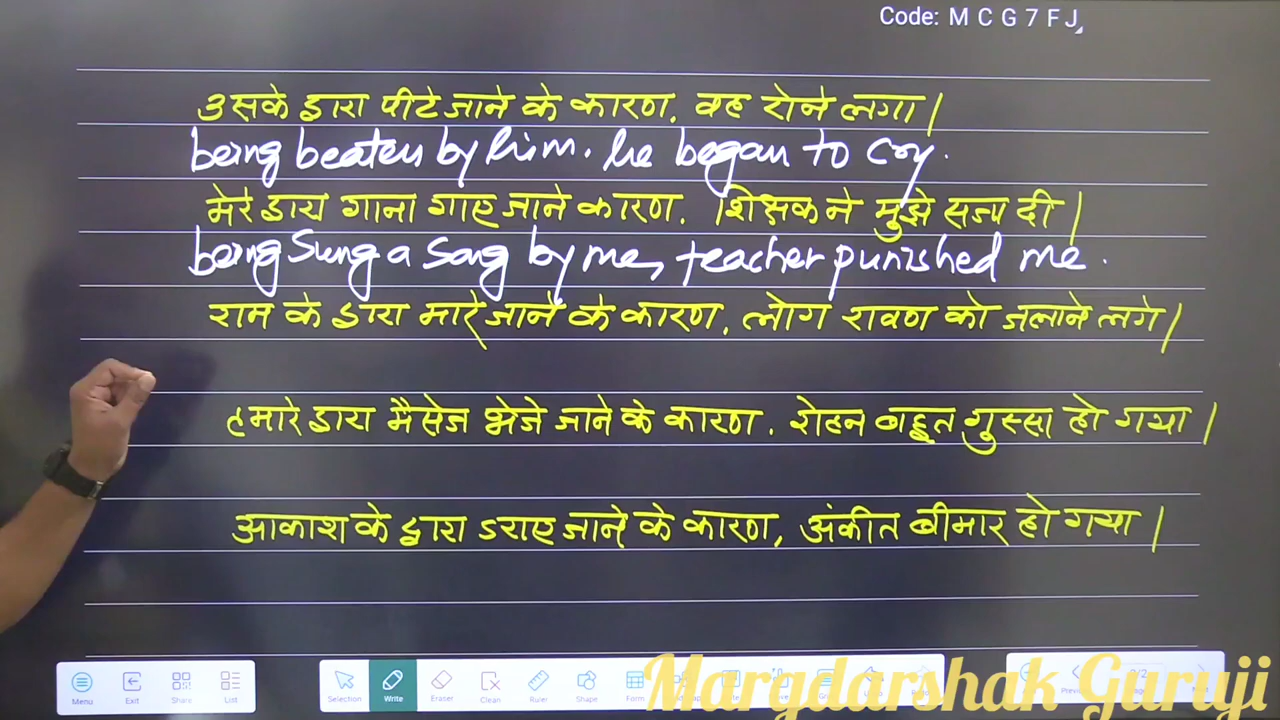 Code: M C G 7 F J
उसके द्वारा पीटे जाने के कारण, वह रोने लगा |
being beaten by him. he began to cry.
मेरे द्वारा गाना गाए जाने कारण, शिक्षक ने मुझे सजा दी |
being Sung a Song by me, teacher punished me.
राम के द्वारा मारे जाने के कारण, लोग रावण को जलाने लगे |
हमारे द्वारा मैसेज भेजे जाने के कारण, रोहन बहुत गुस्सा हो गया |
आकाश के द्वारा डराए जाने के कारण, अंकीत बीमार हो गया |
Menu Exit Share List Selection Write Eraser Clean Ruler Shape Form
Margdarshak Guruji